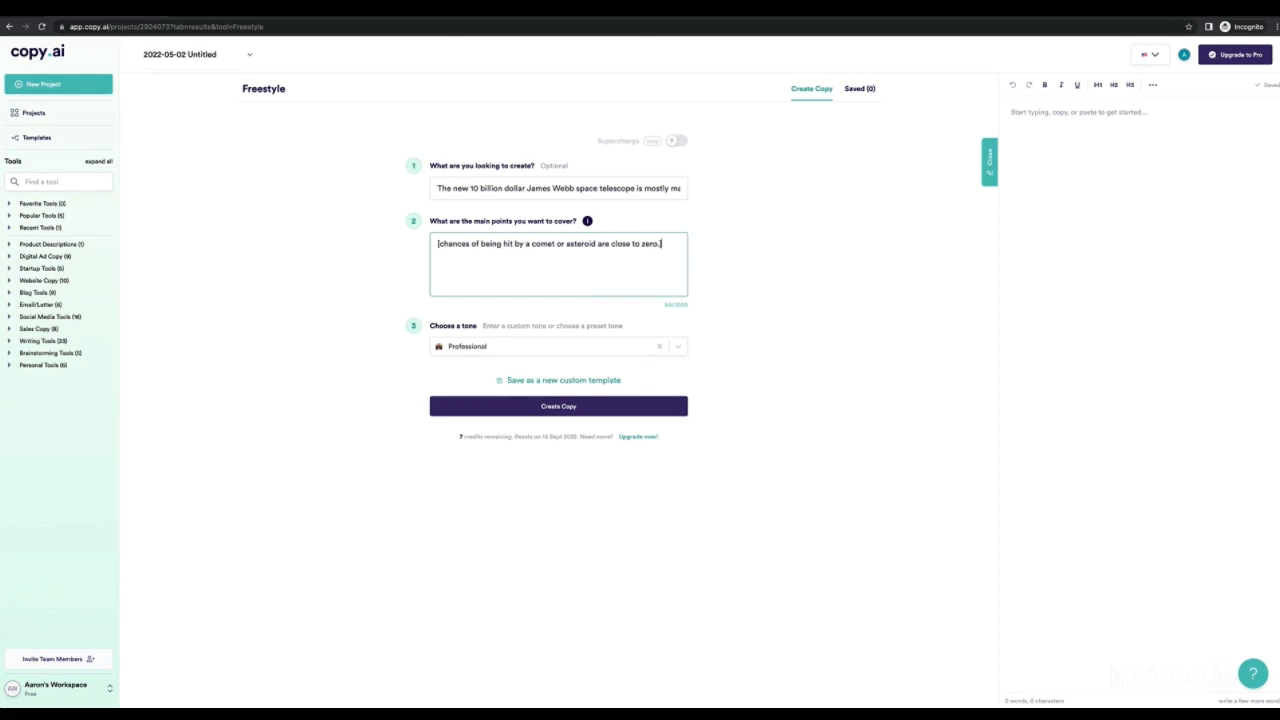 app.copy.ai/projects/2924073?tab=results&tool=Freestyle
Incognito
copy.ai
2022-05-02 Untitled
Upgrade to Pro
New Project
Projects
Templates
Tools
expand all
Find a tool
Favorite Tools (0)
Popular Tools (5)
Recent Tools (1)
Product Descriptions (1)
Digital Ad Copy (9)
Startup Tools (5)
Website Copy (10)
Blog Tools (9)
Email/Letter (6)
Social Media Tools (16)
Sales Copy (8)
Writing Tools (23)
Brainstorming Tools (5)
Personal Tools (6)
Invite Team Members
AW
Aaron's Workspace
Free
Freestyle
Create Copy
Saved (0)
Supercharge beta
1 What are you looking to create? Optional
The new 10 billion dollar James Webb space telescope is mostly ma
2 What are the main points you want to cover? i
[chances of being hit by a comet or asteroid are close to zero.]
64/1000
3 Choose a tone Enter a custom tone or choose a preset tone
Professional
Save as a new custom template
Create Copy
7 credits remaining. Resets on 14 Sept 2022. Need more? Upgrade now!
Close
B I U H1 H2 H3
Saved
Start typing, copy, or paste to get started...
?
0 words, 0 characters
write a few more word